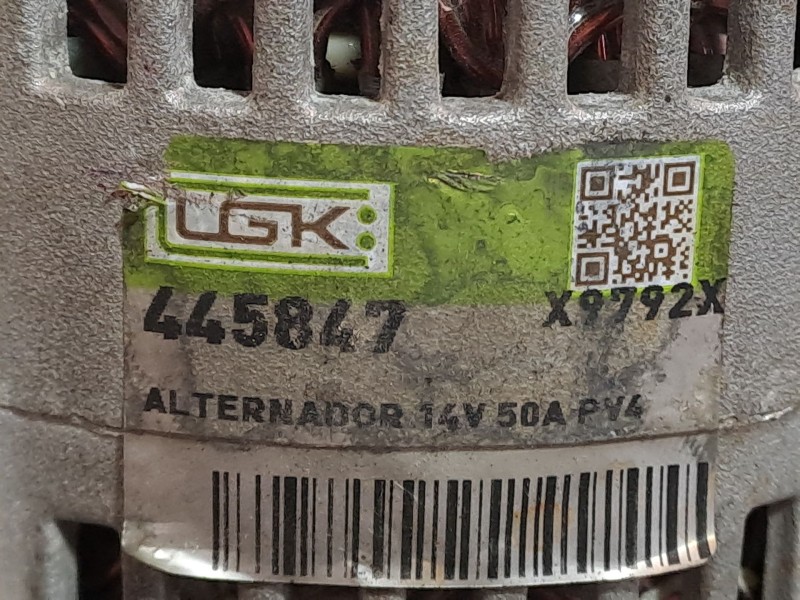 UGK
X9792X
445847
ALTERNADOR 14V 50A PV4